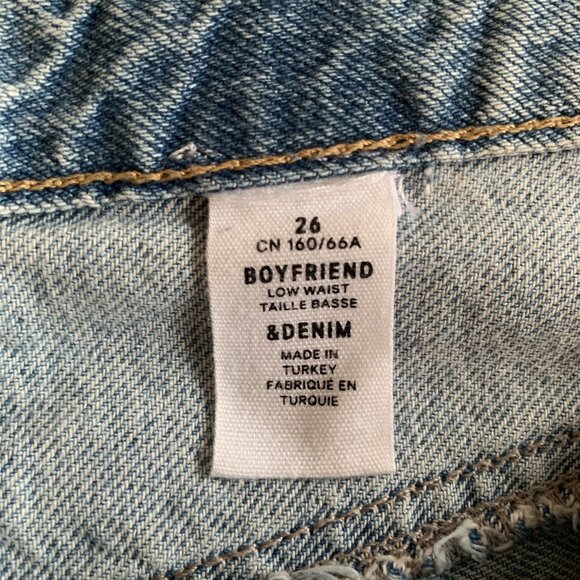 26
CN 160/66A
BOYFRIEND
LOW WAIST
TAILLE BASSE
&DENIM
MADE IN
TURKEY
FABRIQUÉ EN
TURQUIE